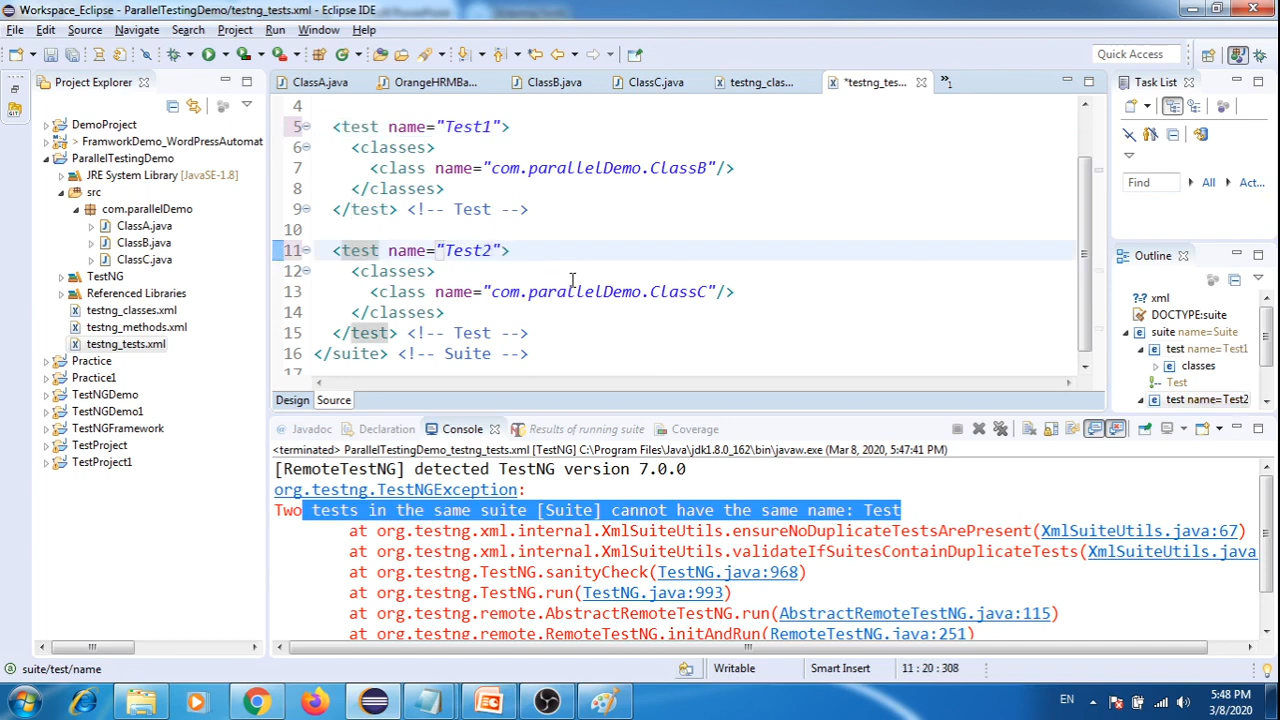 Workspace_Eclipse - ParallelTestingDemo/testng_tests.xml - Eclipse IDE
File Edit Source Navigate Search Project Run Window Help
Quick Access
Project Explorer
DemoProject
> FramworkDemo_WordPressAutomat
ParallelTestingDemo
JRE System Library [JavaSE-1.8]
src
com.parallelDemo
ClassA.java
ClassB.java
ClassC.java
TestNG
Referenced Libraries
testng_classes.xml
testng_methods.xml
testng_tests.xml
Practice
Practice1
TestNGDemo
TestNGDemo1
TestNGFramework
TestProject
TestProject1
ClassA.java OrangeHRMBa... ClassB.java ClassC.java testng_clas... *testng_tes... »1
4
5 <test name="Test1">
6 <classes>
7 <class name="com.parallelDemo.ClassB"/>
8 </classes>
9 </test> <!-- Test -->
10
11 <test name="Test2">
12 <classes>
13 <class name="com.parallelDemo.ClassC"/>
14 </classes>
15 </test> <!-- Test -->
16 </suite> <!-- Suite -->
17
Design Source
Task List
Find All Act...
Outline
xml
DOCTYPE:suite
suite name=Suite
test name=Test1
classes
Test
test name=Test2
Javadoc Declaration Console Results of running suite Coverage
<terminated> ParallelTestingDemo_testng_tests.xml [TestNG] C:\Program Files\Java\jdk1.8.0_162\bin\javaw.exe (Mar 8, 2020, 5:47:41 PM)
[RemoteTestNG] detected TestNG version 7.0.0
org.testng.TestNGException:
Two tests in the same suite [Suite] cannot have the same name: Test
at org.testng.xml.internal.XmlSuiteUtils.ensureNoDuplicateTestsArePresent(XmlSuiteUtils.java:67)
at org.testng.xml.internal.XmlSuiteUtils.validateIfSuitesContainDuplicateTests(XmlSuiteUtils.java
at org.testng.TestNG.sanityCheck(TestNG.java:968)
at org.testng.TestNG.run(TestNG.java:993)
at org.testng.remote.AbstractRemoteTestNG.run(AbstractRemoteTestNG.java:115)
at org.testng.remote.RemoteTestNG.initAndRun(RemoteTestNG.java:251)
suite/test/name
Writable Smart Insert 11 : 20 : 308
EN
5:48 PM
3/8/2020